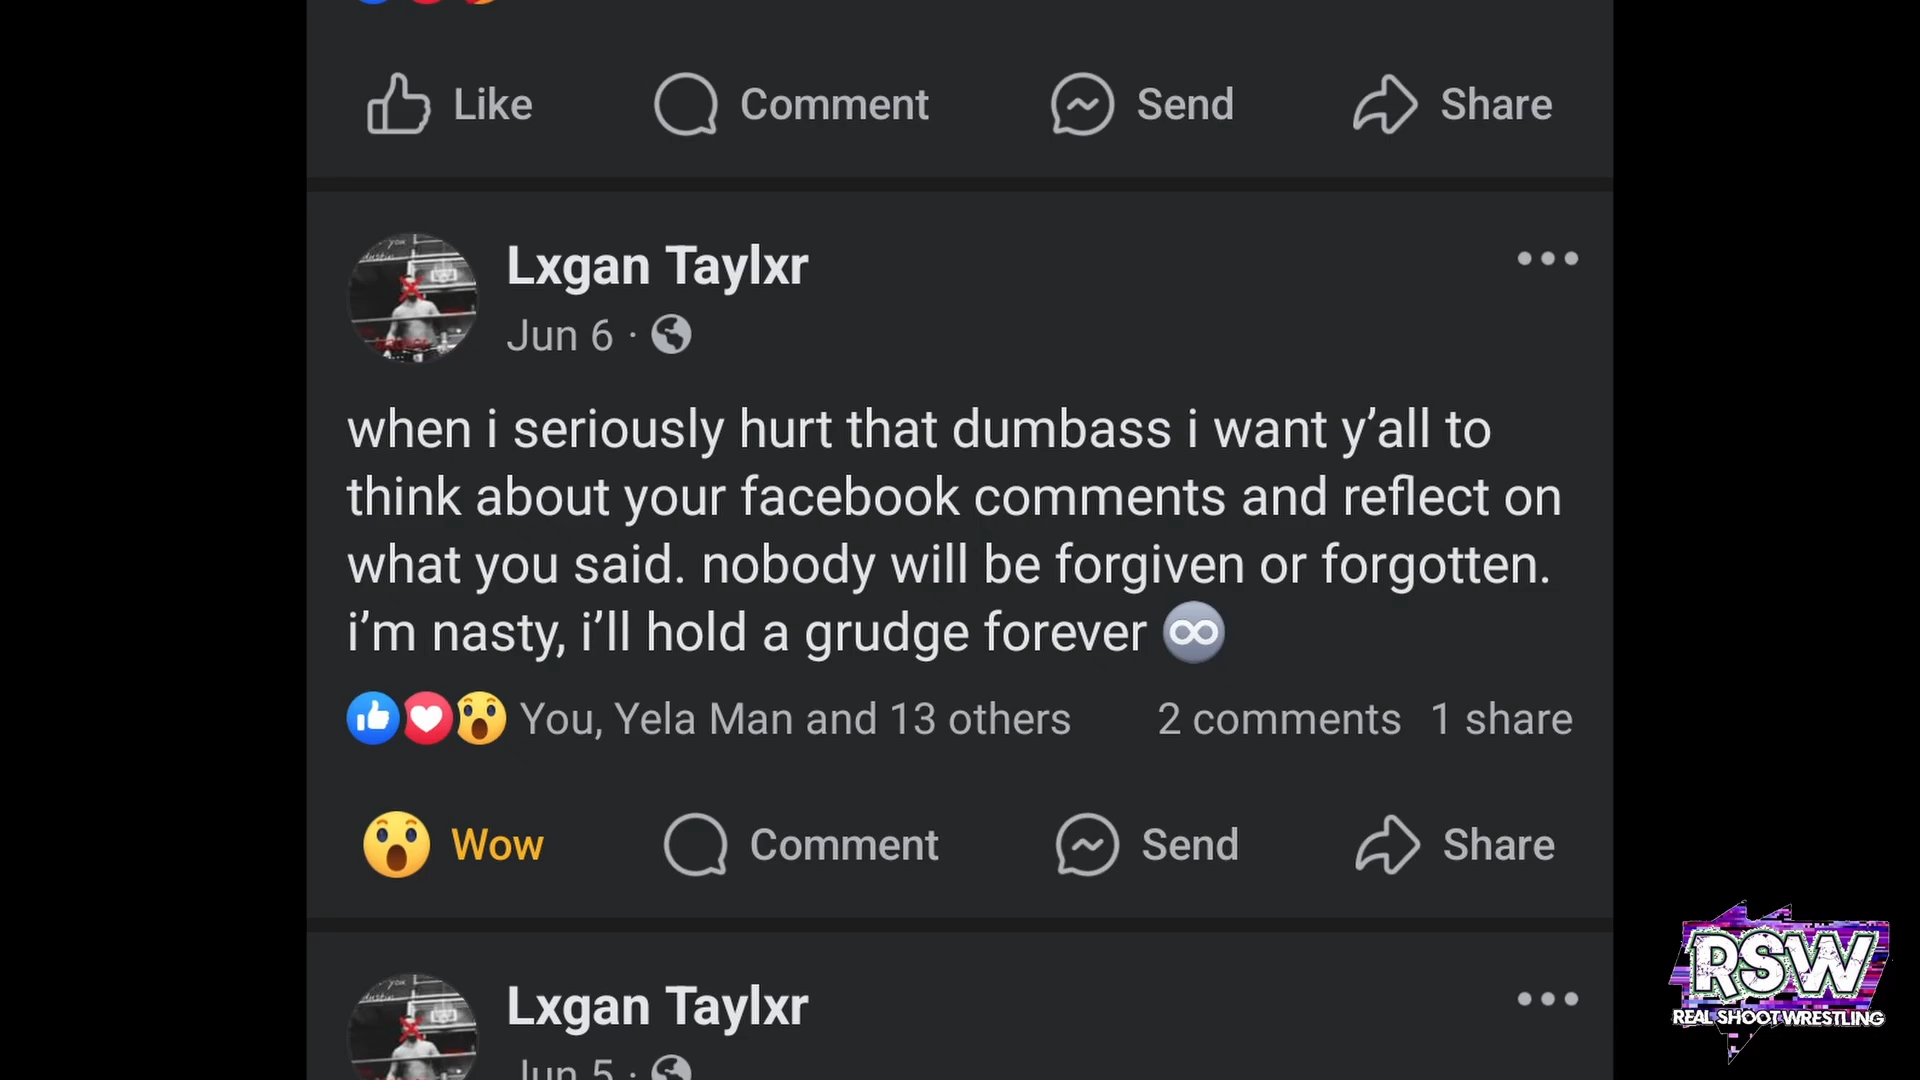 Like Comment Send Share
Lxgan Taylxr
Jun 6 ·
when i seriously hurt that dumbass i want y’all to
think about your facebook comments and reflect on
what you said. nobody will be forgiven or forgotten.
i’m nasty, i’ll hold a grudge forever ♾️
You, Yela Man and 13 others 2 comments 1 share
Wow Comment Send Share
Lxgan Taylxr
Jun 5 ·
RSW
REAL SHOOT WRESTLING